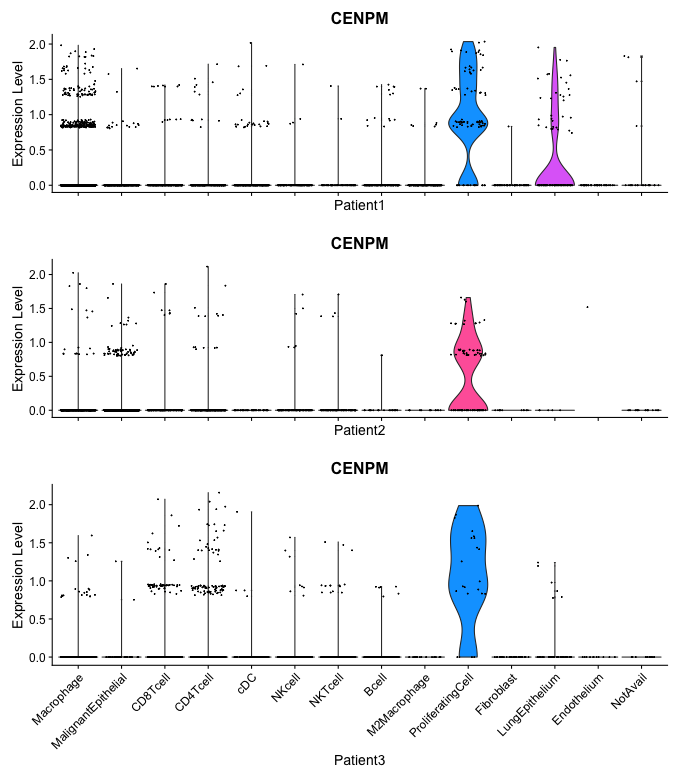 CENPM
Expression Level
2.0
1.5
1.0
0.5
0.0
Patient1
CENPM
Expression Level
2.0
1.5
1.0
0.5
0.0
Patient2
CENPM
Expression Level
2.0
1.5
1.0
0.5
0.0
Macrophage
MalignantEpithelial
CD8Tcell
CD4Tcell
cDC
NKcell
NKTcell
Bcell
M2Macrophage
ProliferatingCell
Fibroblast
LungEpithelium
Endothelium
NotAvail
Patient3